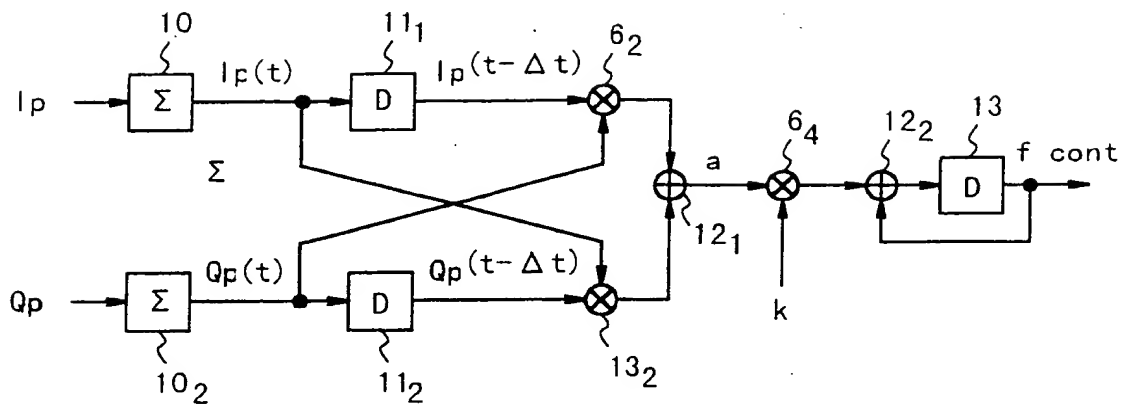 10
11₁
6₂
Ip
Σ
Ip(t)
D
Ip(t-Δt)
Σ
a
6₄
12₂
13
D
f cont
12₁
k
Qp
Σ
Qp(t)
D
Qp(t-Δt)
10₂
11₂
13₂